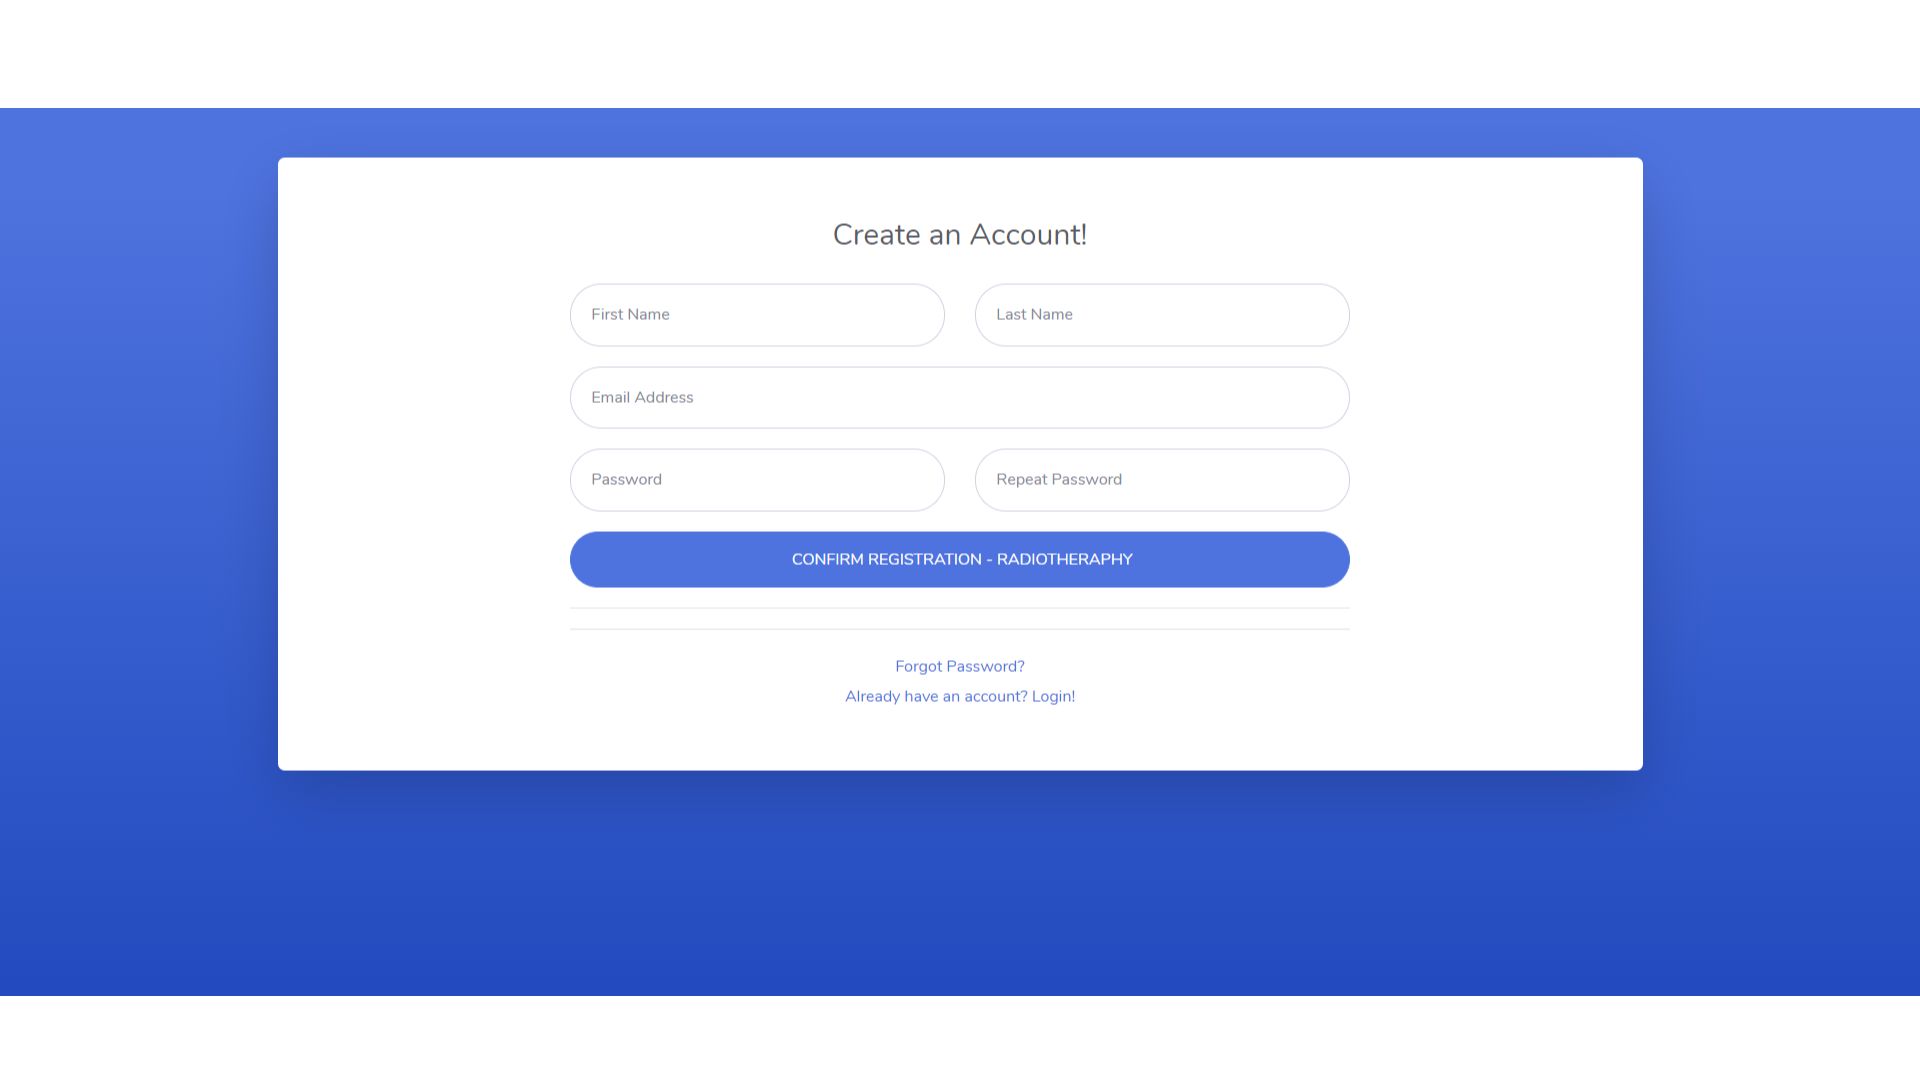 Create an Account!
First Name
Last Name
Email Address
Password
Repeat Password
CONFIRM REGISTRATION - RADIOTHERAPHY
Forgot Password?
Already have an account? Login!